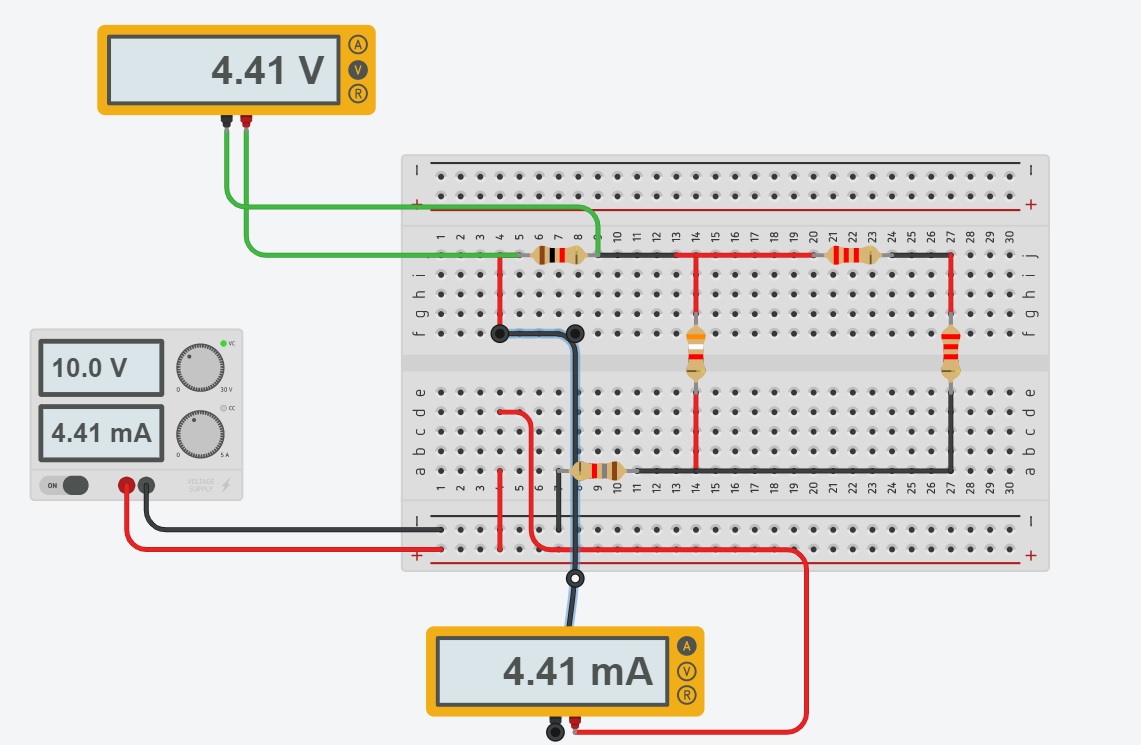 4.41 V
A
V
R
1 2 3 4 5 6 7 8 9 10 11 12 13 14 15 16 17 18 19 20 21 22 23 24 25 26 27 28 29 30
j j
i i
h h
g g
f f
10.0 V
VC
0 30 V
4.41 mA
CC
0 5 A
ON
VOLTAGE
SUPPLY
e e
d d
c c
b b
a a
1 2 3 4 5 6 7 8 9 10 11 12 13 14 15 16 17 18 19 20 21 22 23 24 25 26 27 28 29 30
4.41 mA
A
V
R